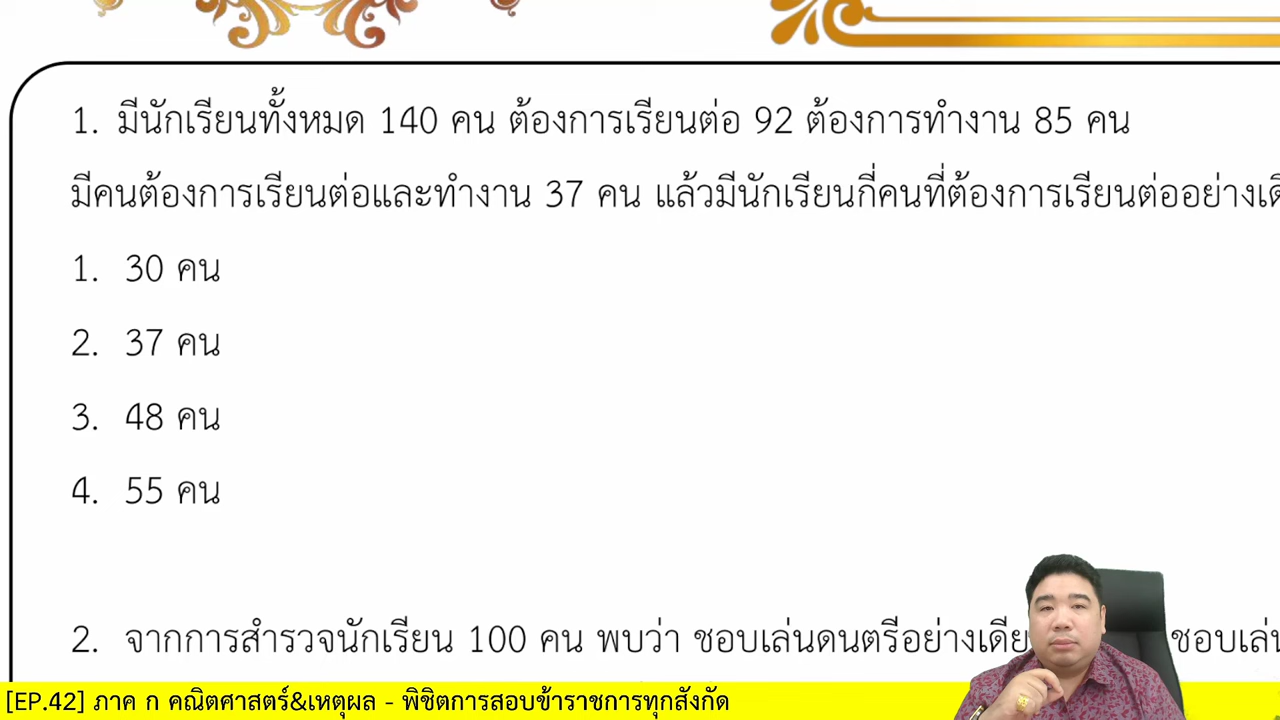 1. มีนักเรียนทั้งหมด 140 คน ต้องการเรียนต่อ 92 ต้องการทำงาน 85 คน
มีคนต้องการเรียนต่อและทำงาน 37 คน แล้วมีนักเรียนกี่คนที่ต้องการเรียนต่ออย่างเดี
1. 30 คน
2. 37 คน
3. 48 คน
4. 55 คน
2. จากการสำรวจนักเรียน 100 คน พบว่า ชอบเล่นดนตรีอย่างเดีย ชอบเล่น
[EP.42] ภาค ก คณิตศาสตร์&เหตุผล - พิชิตการสอบข้าราชการทุกสังกัด